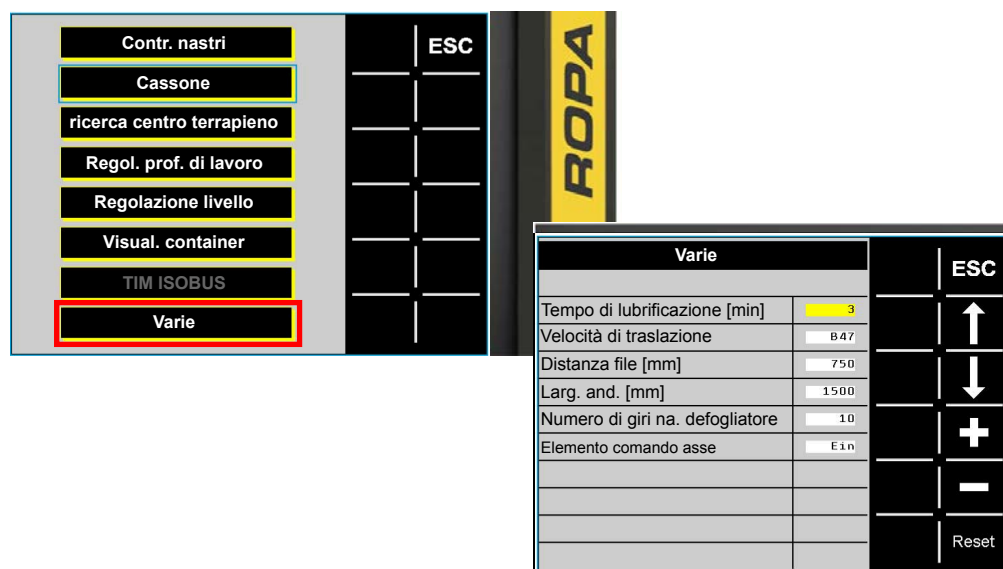 Contr. nastri
ESC
Cassone
ricerca centro terrapieno
Regol. prof. di lavoro
Regolazione livello
Visual. container
TIM ISOBUS
Varie
ROPA
Varie
ESC
Tempo di lubrificazione [min] 3
Velocità di traslazione B47
Distanza file [mm] 750
Larg. and. [mm] 1500
Numero di giri na. defogliatore 10
Elemento comando asse Ein
Reset